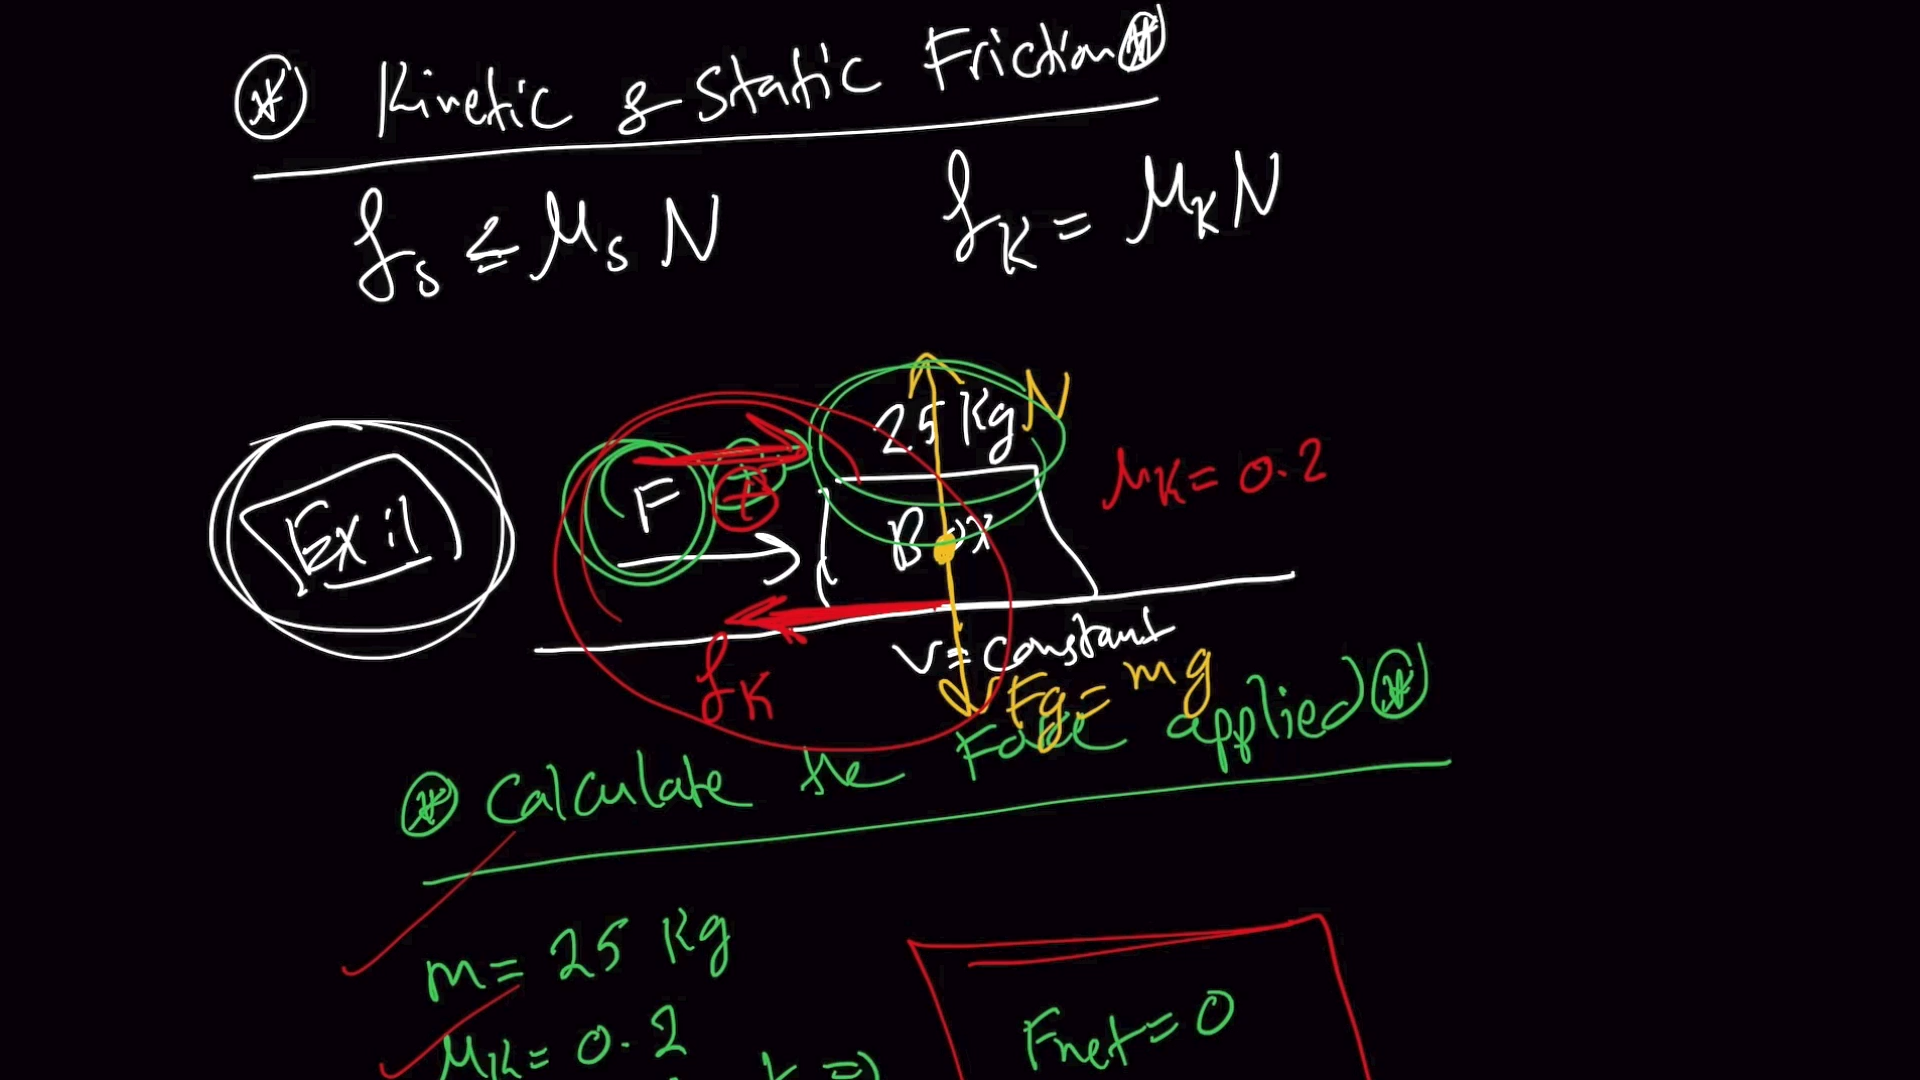 Kinetic & Static Friction
fs ≤ μs N
fK = μK N
Ex:1
F
+
25 Kg
N
Box
μK = 0.2
fK
V = constant
Fg = mg
Calculate the Force applied
m = 25 Kg
μK = 0.2
Fnet = 0